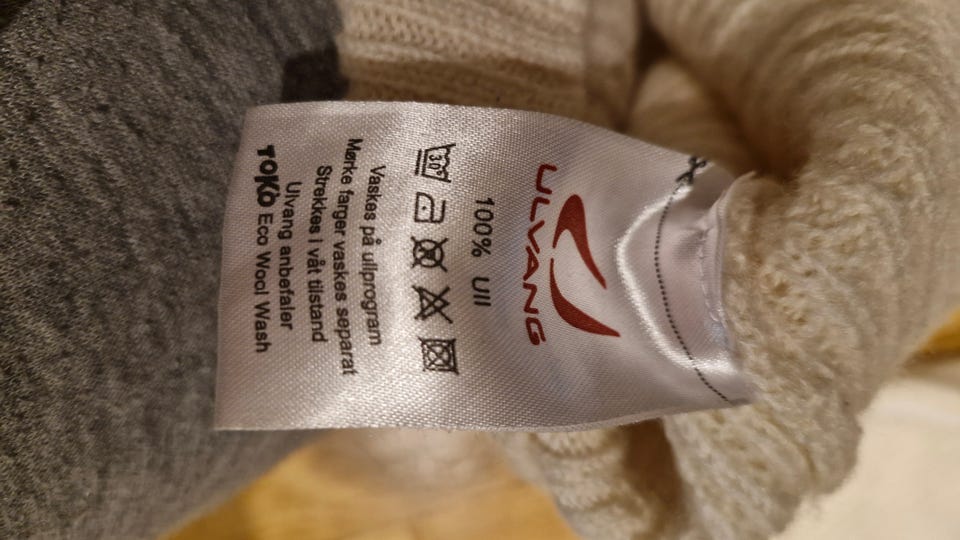 ULVANG
100% Ull
30
Vaskes på ullprogram
Mørke farger vaskes separat
Strekkes i våt tilstand
Ulvang anbefaler
TOKO Eco Wool Wash